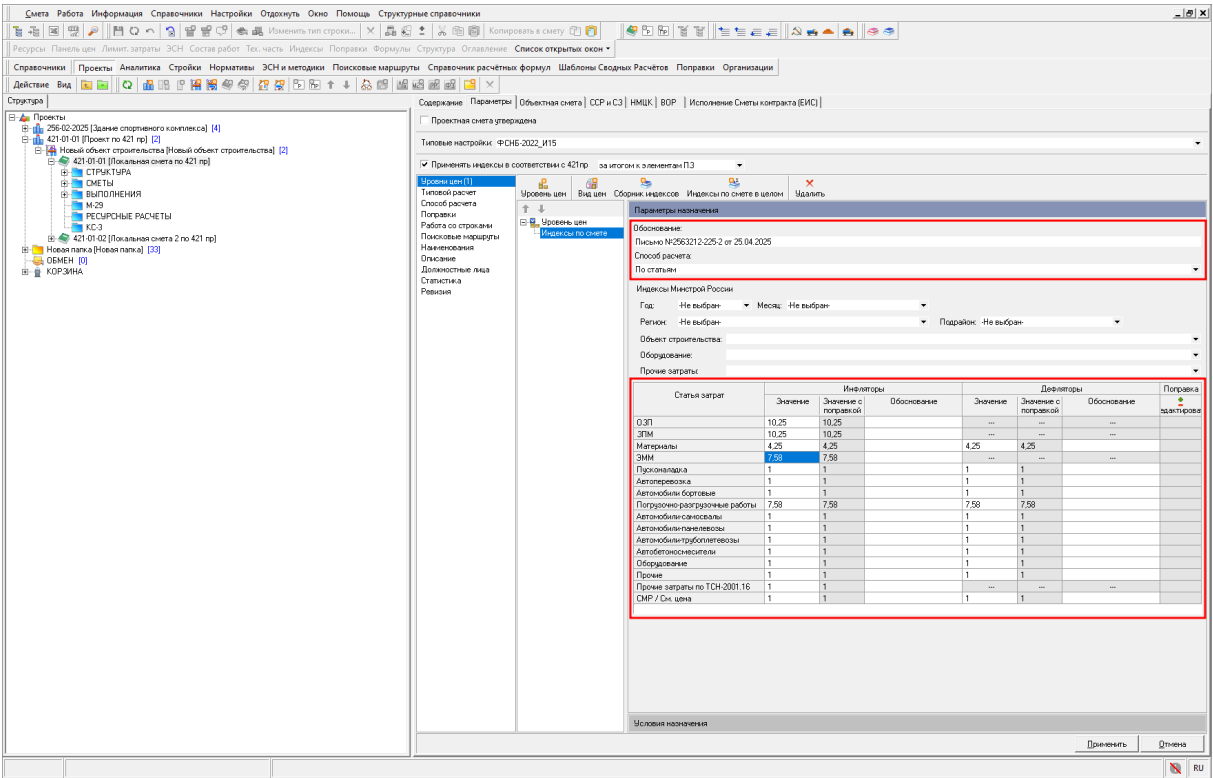 Смета Работа Информация Справочники Настройки Отдохнуть Окно Помощь Структурные справочники
Изменить тип строки... Копировать в смету
Ресурсы Панель цен Лимит. затраты ЭСН Состав работ Тех. часть Индексы Поправки Формулы Структура Оглавление Список открытых окон
Справочники Проекты Аналитика Стройки Нормативы ЭСН и методики Поисковые маршруты Справочник расчётных формул Шаблоны Сводных Расчётов Поправки Организации
Действие Вид
Структура
Проекты
256-02-2025 [Здание спортивного комплекса] [4]
421-01-01 [Проект по 421 пр] [2]
Новый объект строительства [Новый объект строительства] [2]
421-01-01 [Локальная смета по 421 пр]
СТРУКТУРА
СМЕТЫ
ВЫПОЛНЕНИЯ
М-29
РЕСУРСНЫЕ РАСЧЕТЫ
КС-3
421-01-02 [Локальная смета 2 по 421 пр]
Новая папка [Новая папка] [33]
ОБМЕН [0]
КОРЗИНА
Содержание Параметры Объектная смета ССР и СЗ НМЦК ВОР Исполнение Сметы контракта (ЕИС)
Проектная смета утверждена
Типовые настройки: ФСНБ-2022_И15
Применять индексы в соответствии с 421пр за итогом к элементам ПЗ
Уровни цен (1)
Типовой расчет
Способ расчета
Поправки
Работа со строками
Поисковые маршруты
Наименования
Описание
Должностные лица
Статистика
Ревизия
Уровень цен Вид цен Сборник индексов Индексы по смете в целом Удалить
Уровень цен
Индексы по смете
Параметры назначения
Обоснование:
Письмо №2563212-225-2 от 25.04.2025
Способ расчета:
По статьям
Индексы Минстрой России
Год: -Не выбран- Месяц: -Не выбран-
Регион: -Не выбран- Подрайон: -Не выбран-
Объект строительства:
Оборудование:
Прочие затраты:
Статья затрат Инфляторы Дефляторы Поправка
Значение Значение с поправкой Обоснование Значение Значение с поправкой Обоснование едактирова
ОЗП 10,25 10,25 ... ... ...
ЗПМ 10,25 10,25 ... ... ...
Материалы 4,25 4,25 4,25 4,25
ЭММ 7,58 7,58 ... ... ...
Пусконаладка 1 1 1 1
Автоперевозка 1 1 1 1
Автомобили бортовые 1 1 1 1
Погрузочно-разгрузочные работы 7,58 7,58 7,58 7,58
Автомобили-самосвалы 1 1 1 1
Автомобили-панелевозы 1 1 1 1
Автомобили-трубоплетевозы 1 1 1 1
Автобетоносмесители 1 1 1 1
Оборудование 1 1 1 1
Прочие 1 1 1 1
Прочие затраты по ТСН-2001.16 1 1 ... ... ...
СМР / См. цена 1 1 1 1
Условия назначения
Применить Отмена
RU